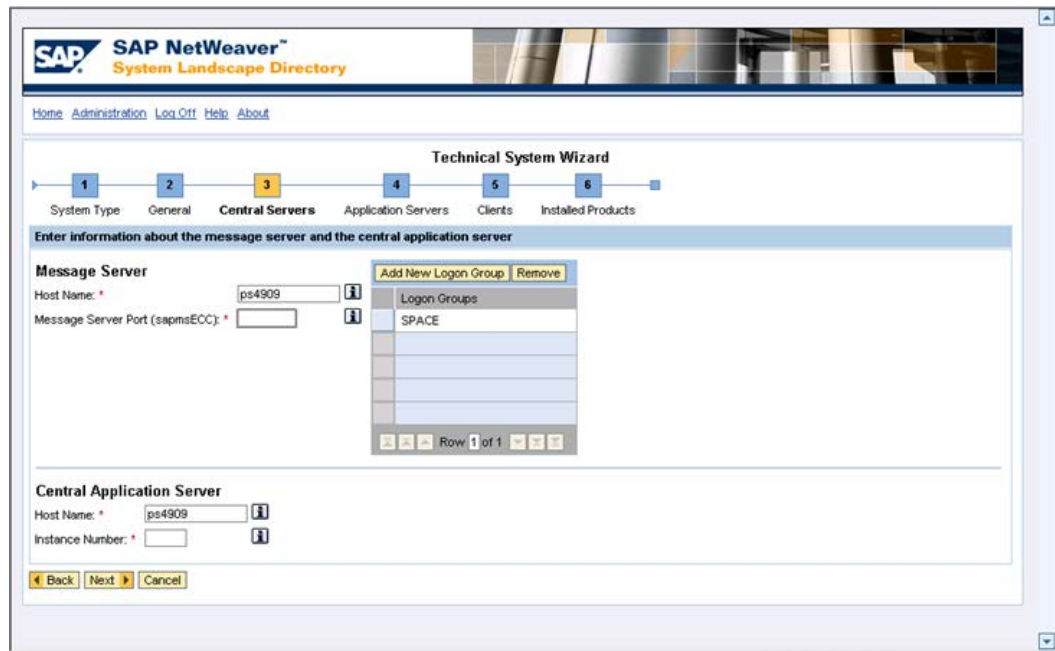 SAP SAP NetWeaver™
System Landscape Directory
Home Administration Log Off Help About
Technical System Wizard
1 2 3 4 5 6
System Type General Central Servers Application Servers Clients Installed Products
Enter information about the message server and the central application server
Message Server
Add New Logon Group Remove
Host Name: * ps4909
Logon Groups
Message Server Port (sapmsECC): *
SPACE
Row 1 of 1
Central Application Server
Host Name: * ps4909
Instance Number: *
Back Next Cancel